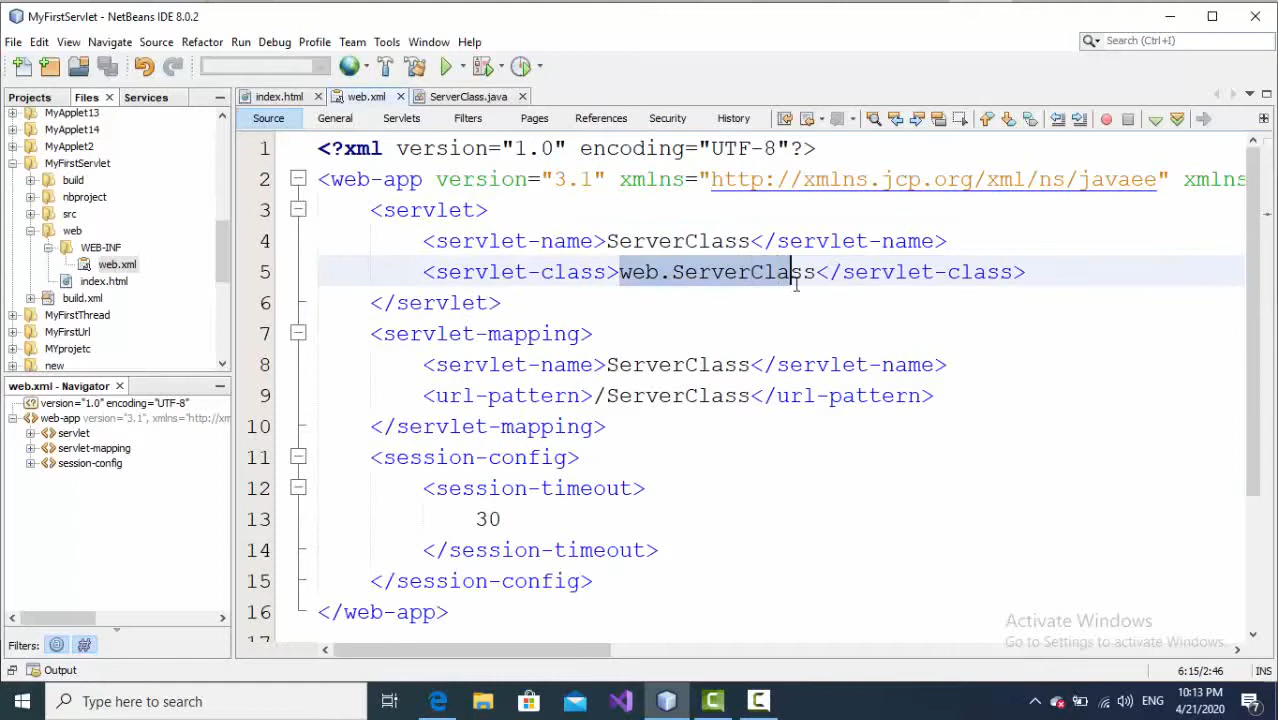 MyFirstServlet - NetBeans IDE 8.0.2
File Edit View Navigate Source Refactor Run Debug Profile Team Tools Window Help
Search (Ctrl+I)
Projects Files Services
index.html web.xml ServerClass.java
Source General Servlets Filters Pages References Security History
MyApplet13
MyApplet14
MyApplet2
MyFirstServlet
build
nbproject
src
web
WEB-INF
web.xml
index.html
build.xml
MyFirstThread
MyFirstUrl
MYprojetc
new
1 <?xml version="1.0" encoding="UTF-8"?>
2 <web-app version="3.1" xmlns="http://xmlns.jcp.org/xml/ns/javaee" xmlns
3 <servlet>
4 <servlet-name>ServerClass</servlet-name>
5 <servlet-class>web.ServerClass</servlet-class>
6 </servlet>
7 <servlet-mapping>
8 <servlet-name>ServerClass</servlet-name>
9 <url-pattern>/ServerClass</url-pattern>
10 </servlet-mapping>
11 <session-config>
12 <session-timeout>
13 30
14 </session-timeout>
15 </session-config>
16 </web-app>
17
web.xml - Navigator
version="1.0" encoding="UTF-8"
web-app version="3.1", xmlns="http://xm
servlet
servlet-mapping
session-config
Filters:
Activate Windows
Go to Settings to activate Windows.
Output
6:15/2:46 INS
Type here to search
ENG
10:13 PM
4/21/2020
7